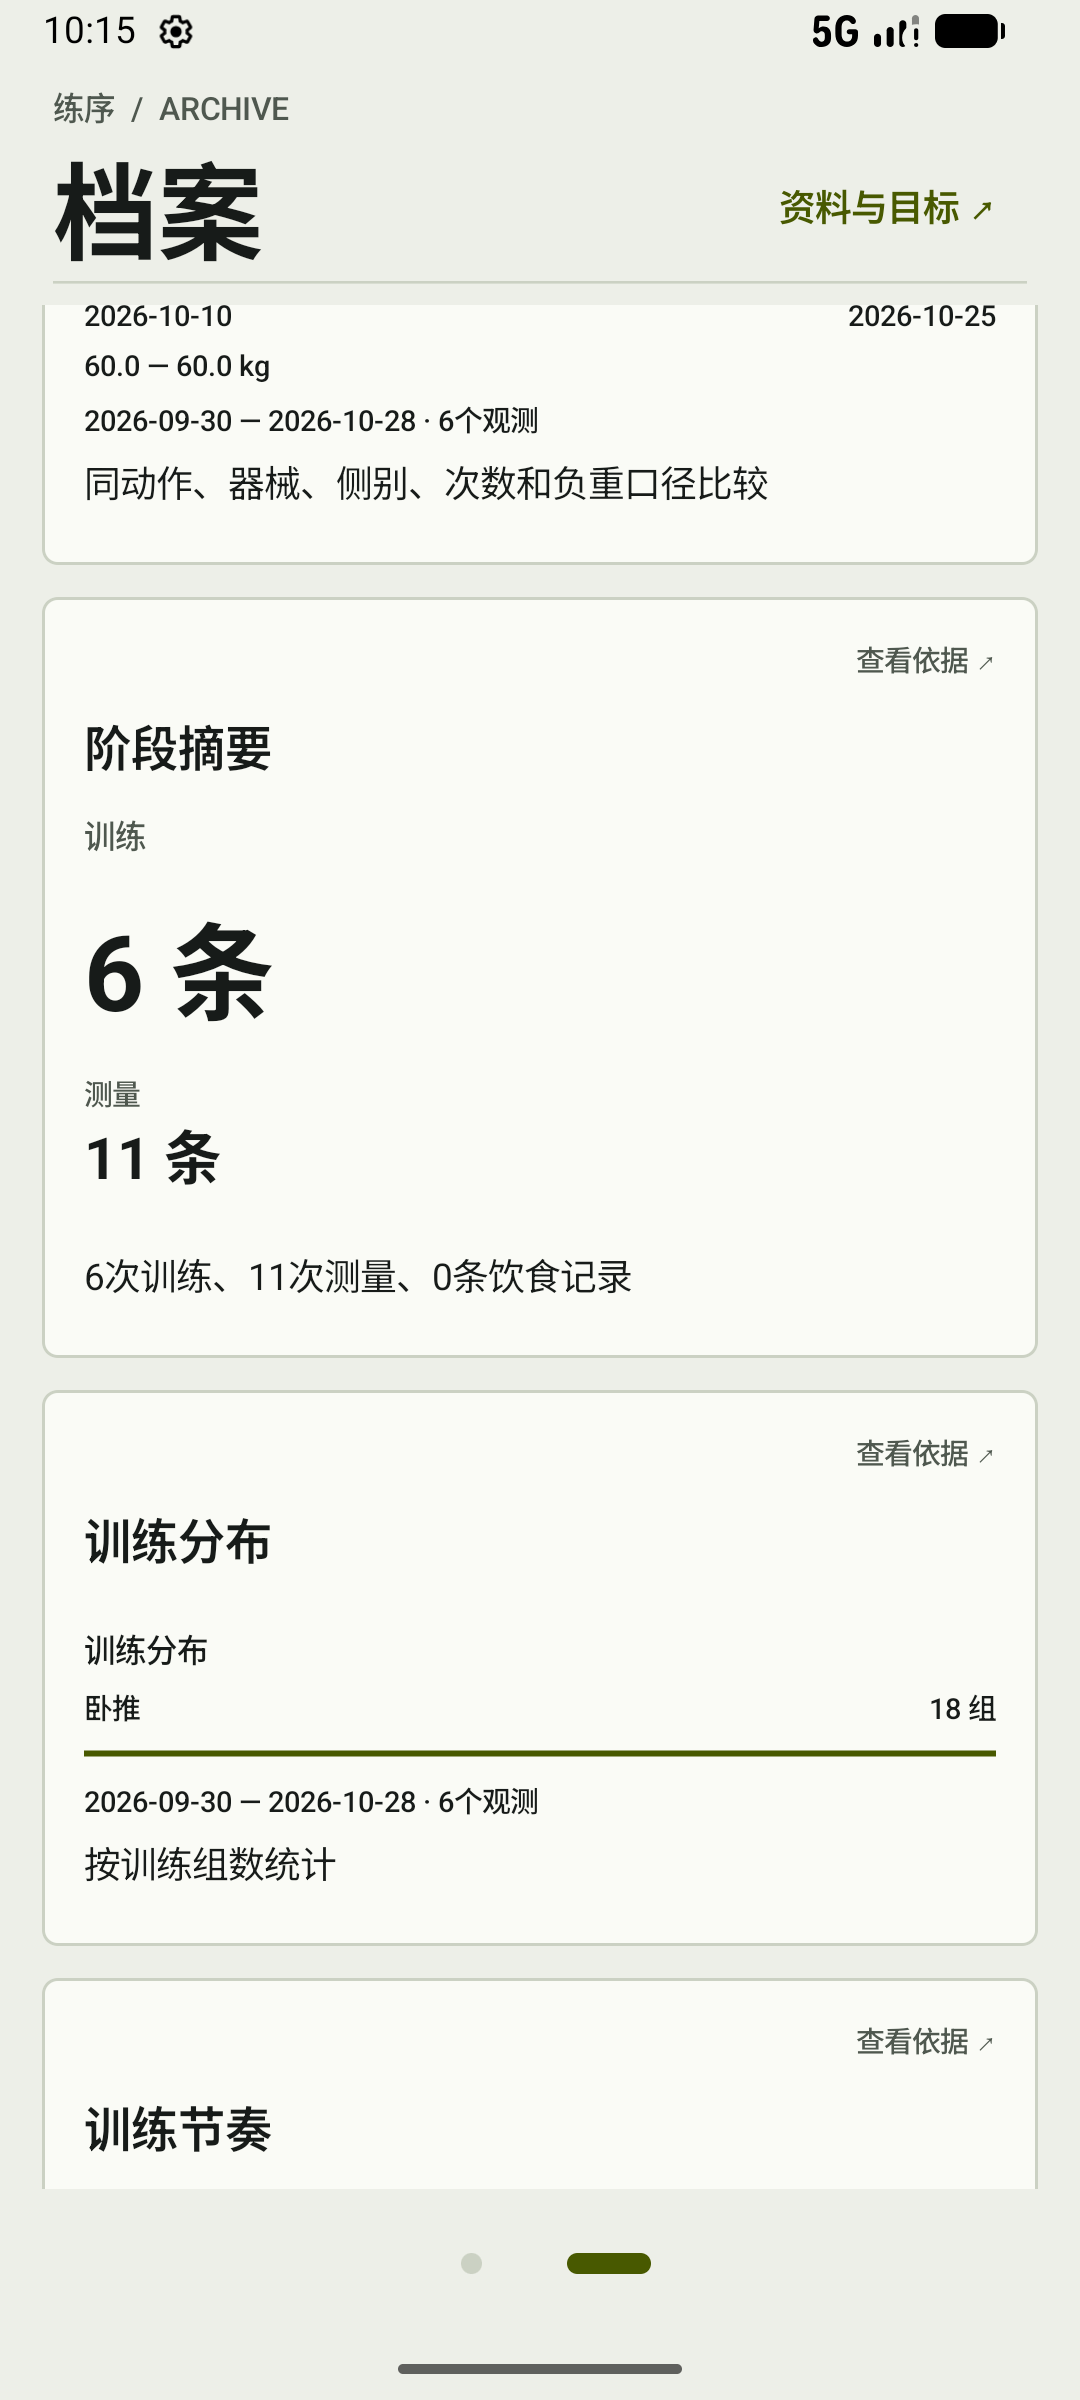 10:15
5G
练序 / ARCHIVE
档案
资料与目标 ↗
2026-10-10 2026-10-25
60.0 — 60.0 kg
2026-09-30 — 2026-10-28 · 6个观测
同动作、器械、侧别、次数和负重口径比较
查看依据 ↗
阶段摘要
训练
6 条
测量
11 条
6次训练、11次测量、0条饮食记录
查看依据 ↗
训练分布
训练分布
卧推 18 组
2026-09-30 — 2026-10-28 · 6个观测
按训练组数统计
查看依据 ↗
训练节奏